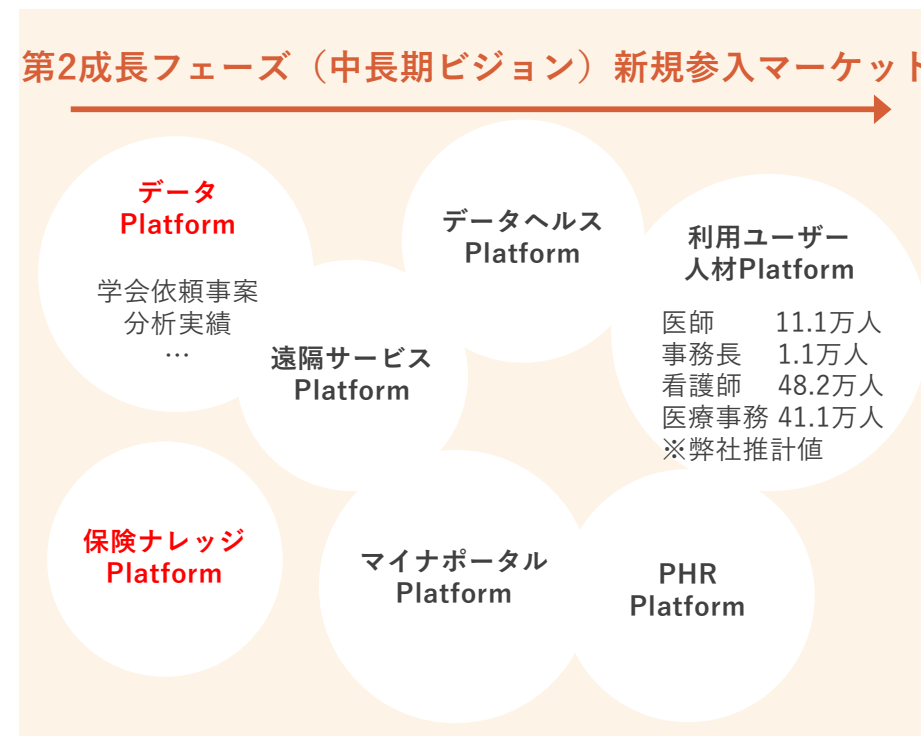 第2成長フェーズ（中長期ビジョン）新規参入マーケット
データ
Platform
学会依頼事案
分析実績
…
遠隔サービス
Platform
データヘルス
Platform
利用ユーザー
人材Platform
医師 11.1万人
事務長 1.1万人
看護師 48.2万人
医療事務 41.1万人
※弊社推計値
保険ナレッジ
Platform
マイナポータル
Platform
PHR
Platform